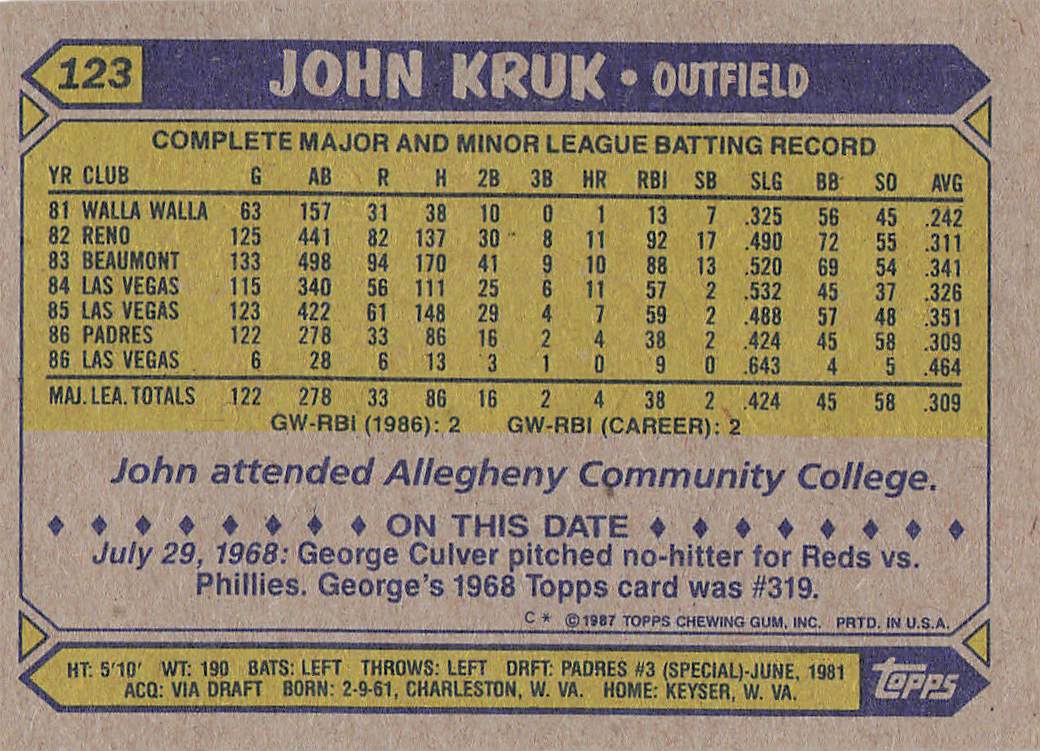 123 JOHN KRUK • OUTFIELD
COMPLETE MAJOR AND MINOR LEAGUE BATTING RECORD
YR CLUB G AB R H 2B 3B HR RBI SB SLG BB SO AVG
81 WALLA WALLA 63 157 31 38 10 0 1 13 7 .325 56 45 .242
82 RENO 125 441 82 137 30 8 11 92 17 .490 72 55 .311
83 BEAUMONT 133 498 94 170 41 9 10 88 13 .520 69 54 .341
84 LAS VEGAS 115 340 56 111 25 6 11 57 2 .532 45 37 .326
85 LAS VEGAS 123 422 61 148 29 4 7 59 2 .488 57 48 .351
86 PADRES 122 278 33 86 16 2 4 38 2 .424 45 58 .309
86 LAS VEGAS 6 28 6 13 3 1 0 9 0 .643 4 5 .464
MAJ. LEA. TOTALS 122 278 33 86 16 2 4 38 2 .424 45 58 .309
GW-RBI (1986): 2 GW-RBI (CAREER): 2
John attended Allegheny Community College.
ON THIS DATE
July 29, 1968: George Culver pitched no-hitter for Reds vs.
Phillies. George's 1968 Topps card was #319.
C * ©1987 TOPPS CHEWING GUM, INC. PRTD. IN U.S.A.
HT: 5'10' WT: 190 BATS: LEFT THROWS: LEFT DRFT: PADRES #3 (SPECIAL)-JUNE, 1981
ACQ: VIA DRAFT BORN: 2-9-61, CHARLESTON, W. VA. HOME: KEYSER, W. VA.
Topps